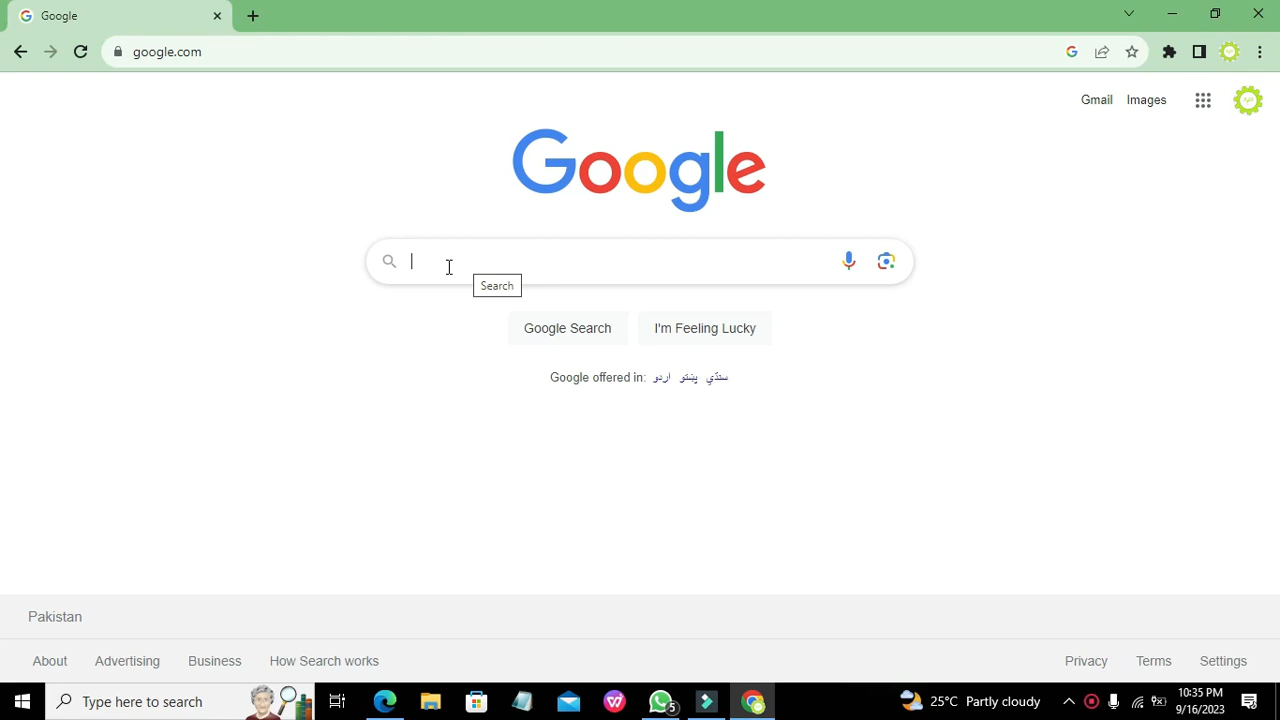 Google
google.com
Gmail Images
Google
Search
Google Search I'm Feeling Lucky
Google offered in: اردو پښتو سنڌي
Pakistan
About Advertising Business How Search works Privacy Terms Settings
Type here to search 5 25°C Partly cloudy 10:35 PM
9/16/2023